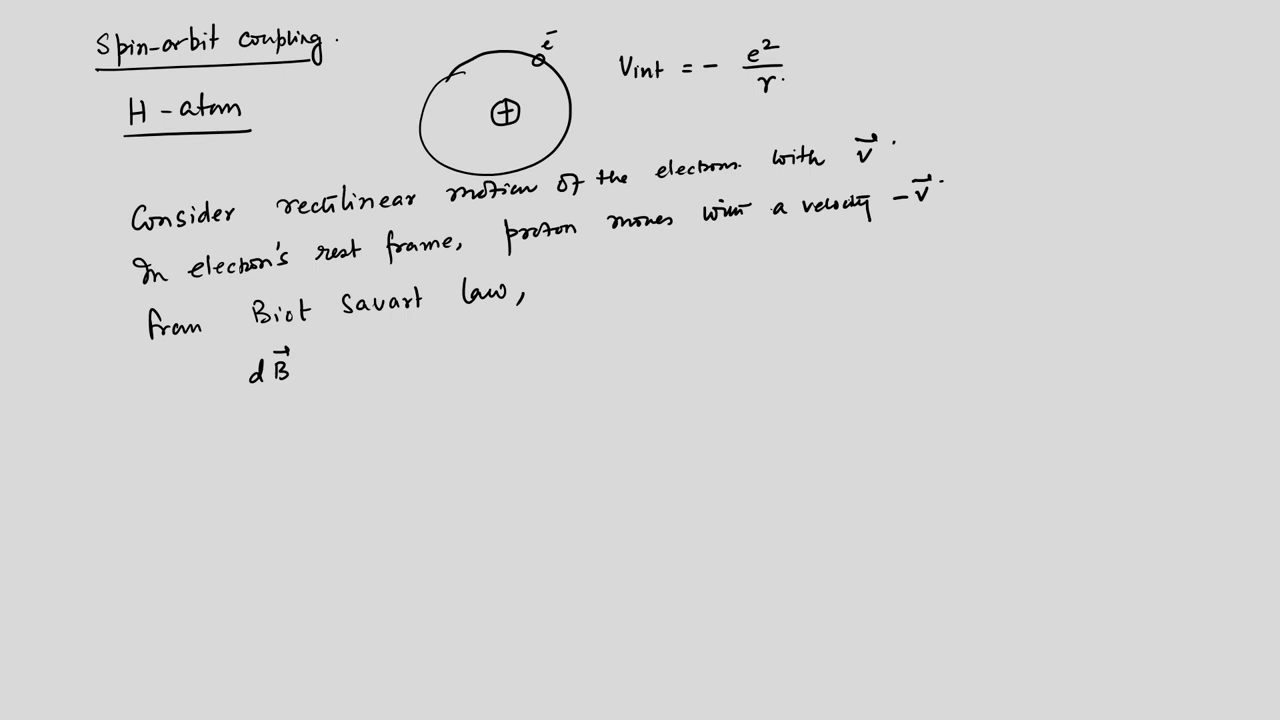 Spin-orbit coupling.
H - atom
e⁻
+
Vint = - e²/r.
Consider rectilinear motion of the electron. with v⃗.
In electron's rest frame, proton moves with a velocity -v⃗.
from Biot Savart law,
dB⃗